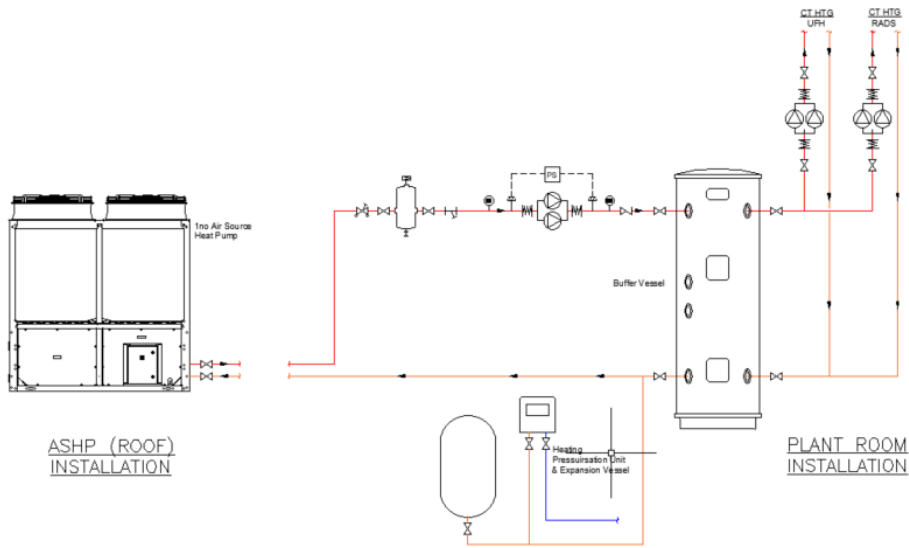 CT HTG
UFH
CT HTG
RADS
PS
1no Air Source
Heat Pump
Buffer Vessel
Heating
Pressuirsation Unit
& Expansion Vessel
ASHP (ROOF)
INSTALLATION
PLANT ROOM
INSTALLATION